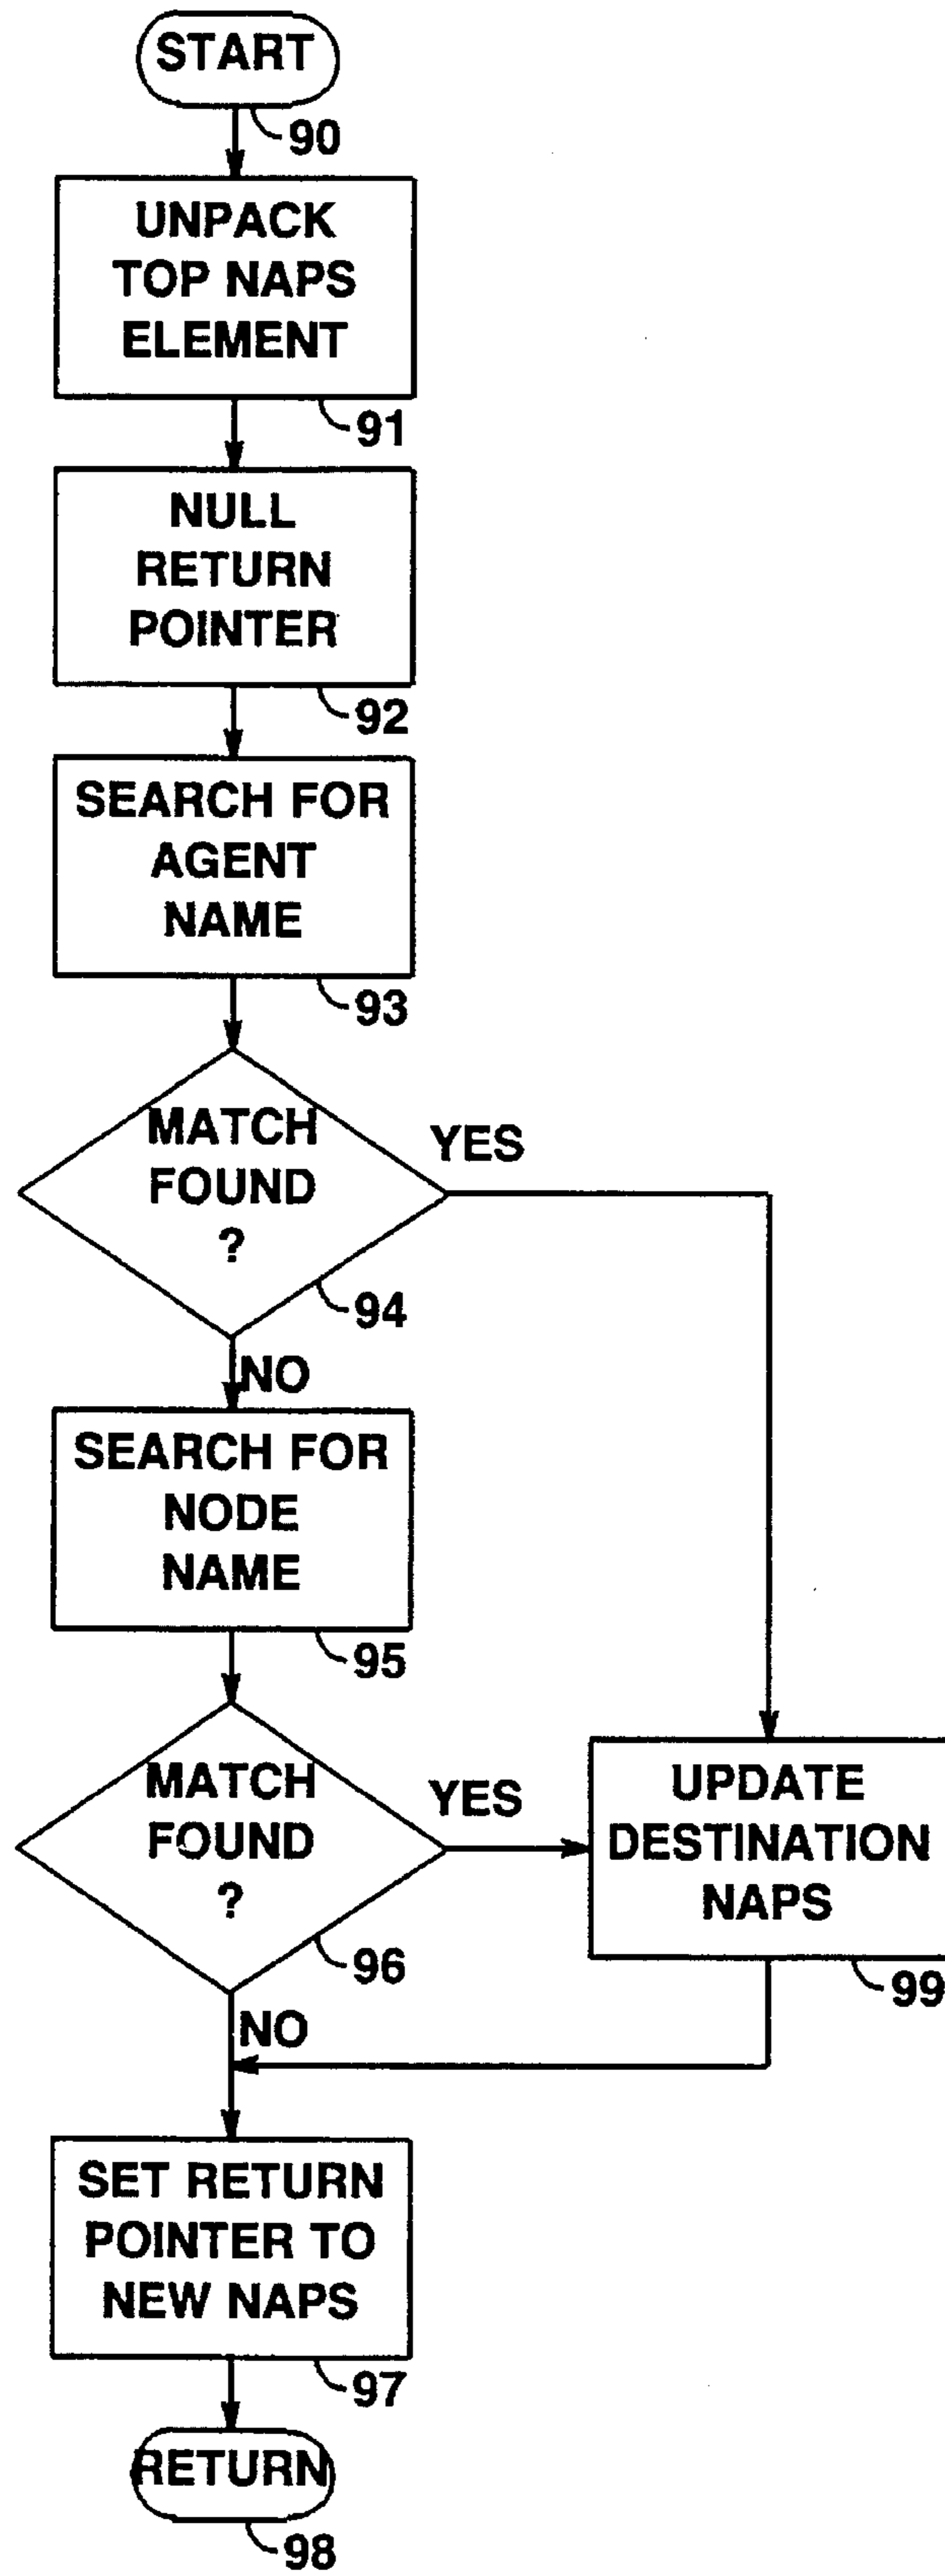 START
90
UNPACK
TOP NAPS
ELEMENT
91
NULL
RETURN
POINTER
92
SEARCH FOR
AGENT
NAME
93
MATCH
FOUND
?
YES
94
NO
SEARCH FOR
NODE
NAME
95
MATCH
FOUND
?
YES
96
NO
UPDATE
DESTINATION
NAPS
99
SET RETURN
POINTER TO
NEW NAPS
97
RETURN
98